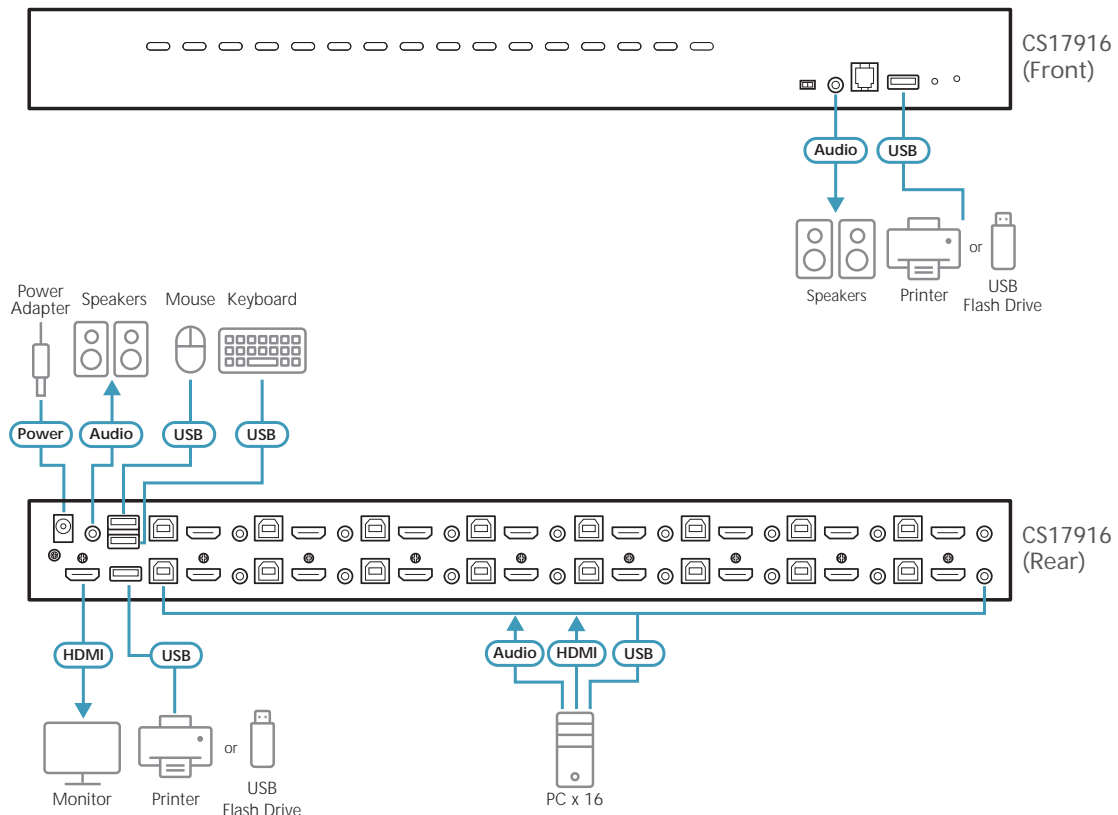 CS17916
(Front)
Audio
USB
or
Speakers
Printer
USB
Flash Drive
Power
Adapter
Speakers
Mouse
Keyboard
Power
Audio
USB
USB
CS17916
(Rear)
HDMI
USB
Audio
HDMI
USB
or
Monitor
Printer
USB
Flash Drive
PC x 16